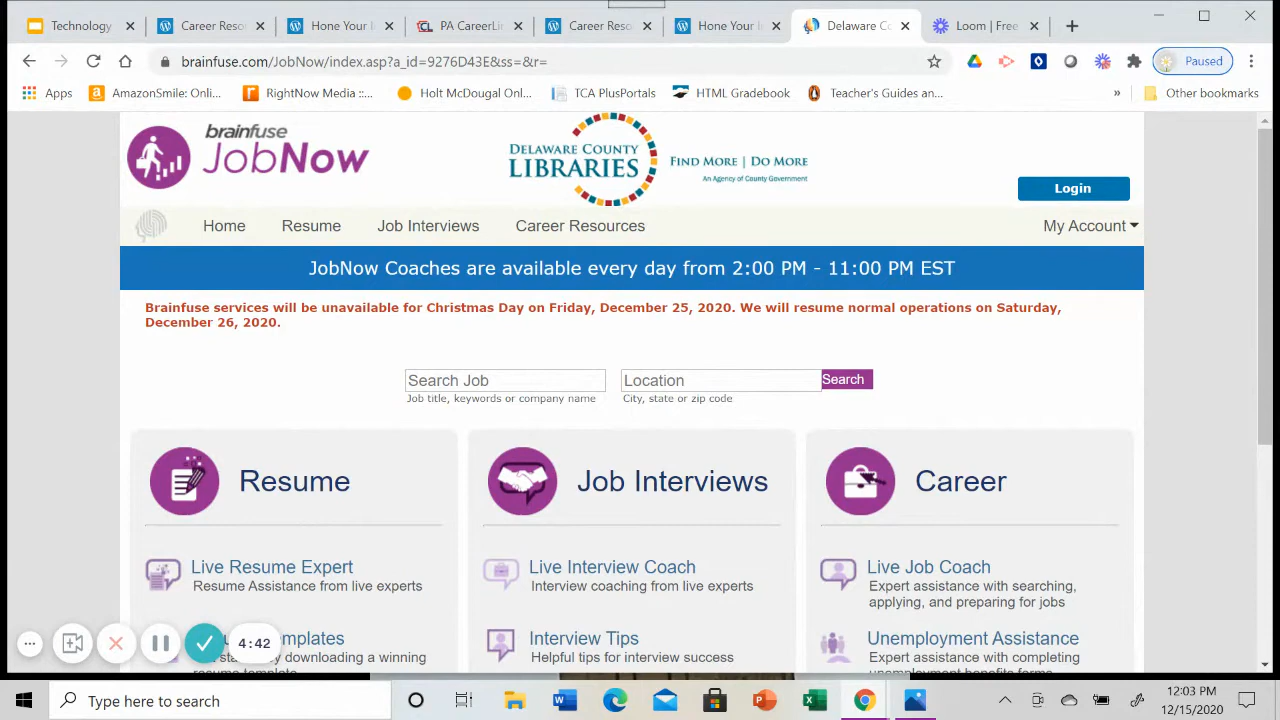 Technology
Career Reso
Hone Your I
PA CareerLin
Career Reso
Hone Your I
Delaware Co
Loom | Free
brainfuse.com/JobNow/index.asp?a_id=9276D43E&ss=&r=
Paused
Apps
AmazonSmile: Onli...
RightNow Media ::...
Holt McDougal Onl...
TCA PlusPortals
HTML Gradebook
Teacher's Guides an...
»
Other bookmarks
brainfuse
JobNow
DELAWARE COUNTY
LIBRARIES
FIND MORE | DO MORE
An Agency of County Government
Login
Home
Resume
Job Interviews
Career Resources
My Account
JobNow Coaches are available every day from 2:00 PM - 11:00 PM EST
Brainfuse services will be unavailable for Christmas Day on Friday, December 25, 2020. We will resume normal operations on Saturday,
December 26, 2020.
Search Job
Location
Search
Job title, keywords or company name
City, state or zip code
Resume
Job Interviews
Career
Live Resume Expert
Resume Assistance from live experts
Live Interview Coach
Interview coaching from live experts
Live Job Coach
Expert assistance with searching,
applying, and preparing for jobs
4:42
emplates
downloading a winning
Interview Tips
Helpful tips for interview success
Unemployment Assistance
Expert assistance with completing
unemployment benefits forms
Type here to search
12:03 PM
12/15/2020